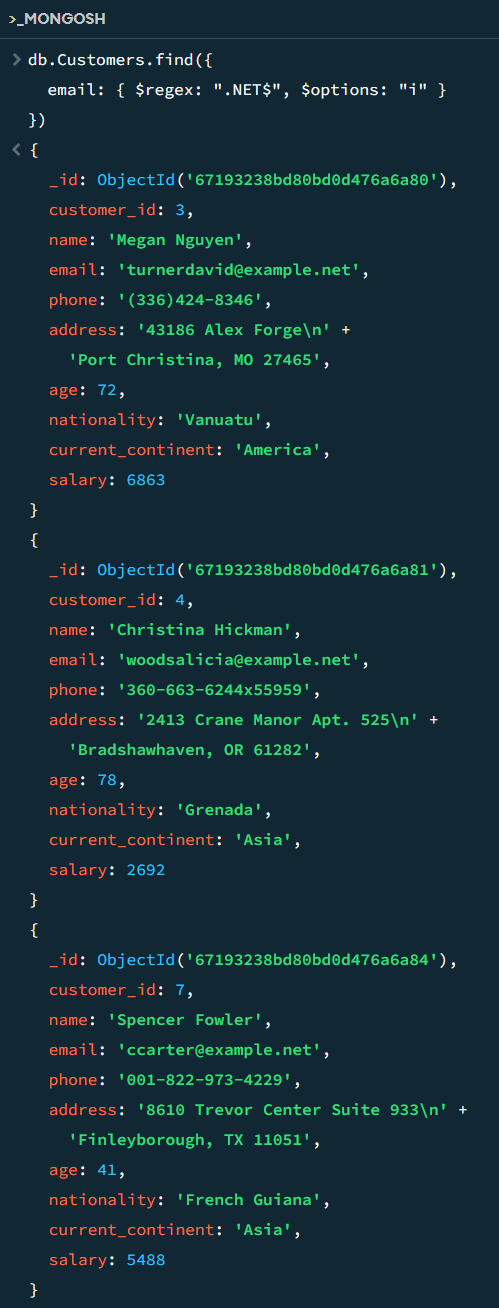 >_MONGOSH
> db.Customers.find({
email: { $regex: ".NET$", $options: "i" }
})
< {
_id: ObjectId('67193238bd80bd0d476a6a80'),
customer_id: 3,
name: 'Megan Nguyen',
email: 'turnerdavid@example.net',
phone: '(336)424-8346',
address: '43186 Alex Forge\n' +
'Port Christina, MO 27465',
age: 72,
nationality: 'Vanuatu',
current_continent: 'America',
salary: 6863
}
{
_id: ObjectId('67193238bd80bd0d476a6a81'),
customer_id: 4,
name: 'Christina Hickman',
email: 'woodsalicia@example.net',
phone: '360-663-6244x55959',
address: '2413 Crane Manor Apt. 525\n' +
'Bradshawhaven, OR 61282',
age: 78,
nationality: 'Grenada',
current_continent: 'Asia',
salary: 2692
}
{
_id: ObjectId('67193238bd80bd0d476a6a84'),
customer_id: 7,
name: 'Spencer Fowler',
email: 'ccarter@example.net',
phone: '001-822-973-4229',
address: '8610 Trevor Center Suite 933\n' +
'Finleyborough, TX 11051',
age: 41,
nationality: 'French Guiana',
current_continent: 'Asia',
salary: 5488
}